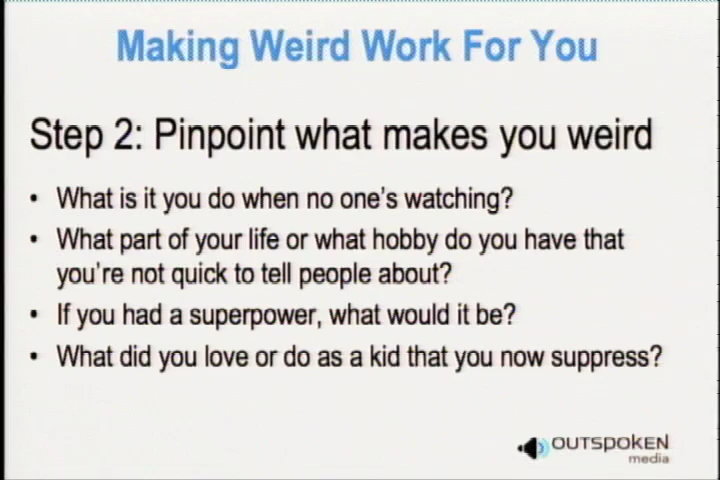 Making Weird Work For You
Step 2: Pinpoint what makes you weird
• What is it you do when no one's watching?
• What part of your life or what hobby do you have that
you're not quick to tell people about?
• If you had a superpower, what would it be?
• What did you love or do as a kid that you now suppress?
OUTSPOKEN
media